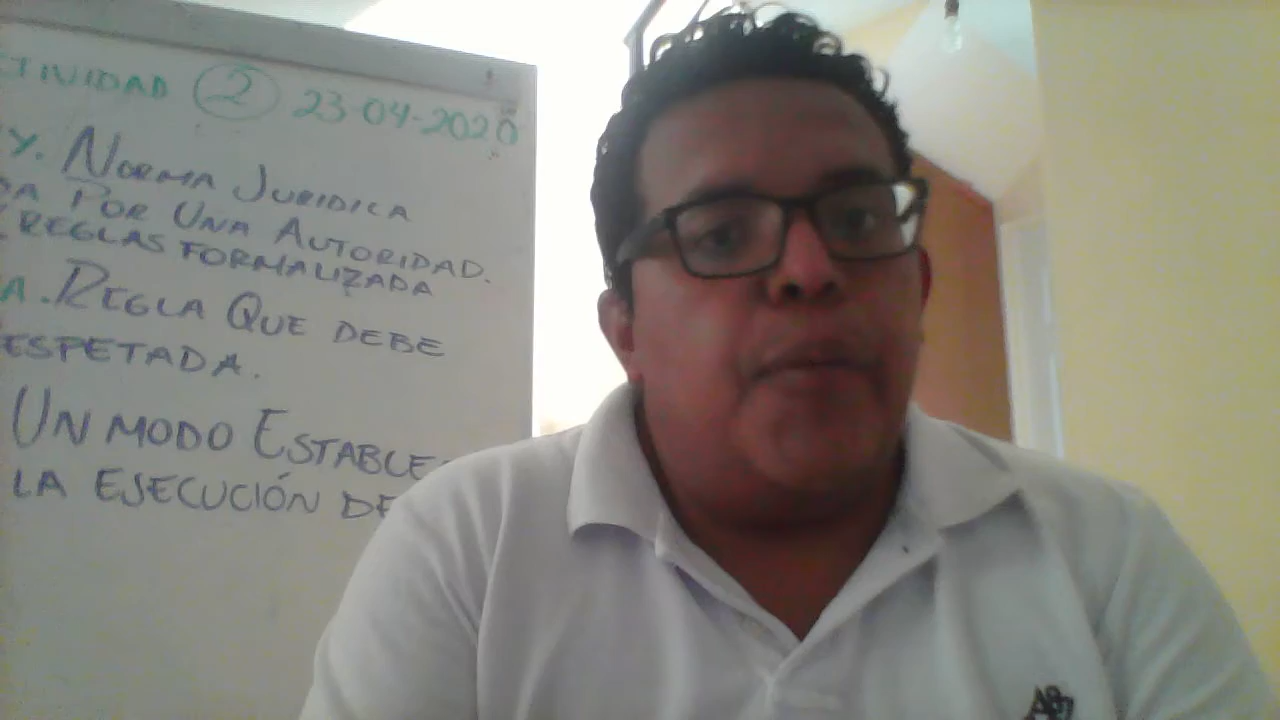 TIVIDAD 2 23 04-2020
Y. NORMA JURIDICA
DA POR UNA AUTORIDAD.
E REGLAS FORMALIZADA
A. REGLA QUE DEBE
ESPETADA.
UN MODO ESTABLE
LA EJECUCIÓN DE